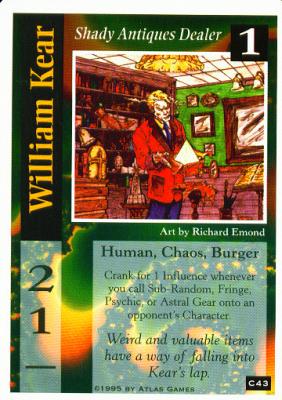 Shady Antiques Dealer
1
William Kear
Art by Richard Emond
2
1
—
Human, Chaos, Burger
Crank for 1 Influence whenever
you call Sub-Random, Fringe,
Psychic, or Astral Gear onto an
opponent's Character.
Weird and valuable items
have a way of falling into
Kear's lap.
©1995 BY ATLAS GAMES
C43